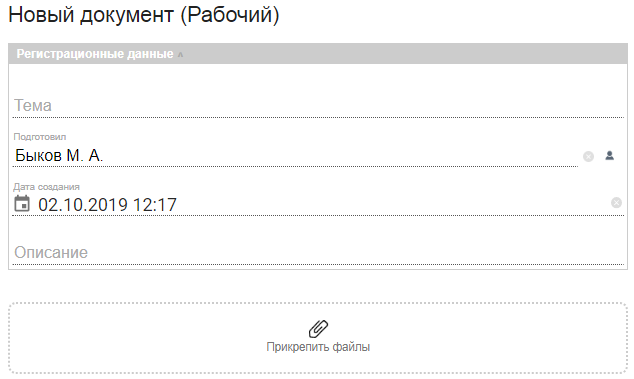 Новый документ (Рабочий)
Регистрационные данные
Тема
Подготовил
Быков М. А.
Дата создания
02.10.2019 12:17
Описание
Прикрепить файлы